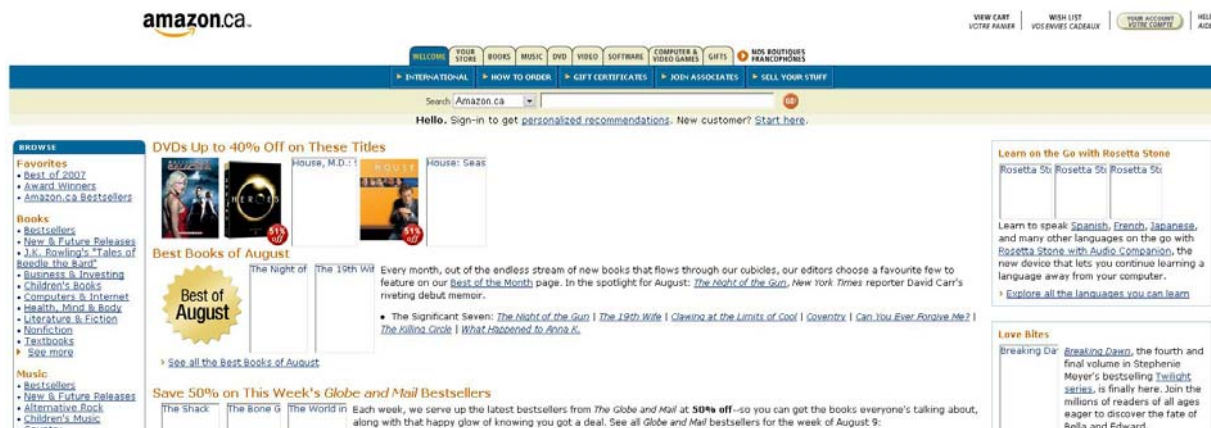 amazon.ca
VIEW CART
VOTRE PANIER
WISH LIST
VOS ENVIES CADEAUX
YOUR ACCOUNT
VOTRE COMPTE
WELCOME
YOUR STORE
BOOKS
MUSIC
DVD
VIDEO
SOFTWARE
COMPUTER & VIDEO GAMES
GIFTS
NOS BOUTIQUES FRANCOPHONES
INTERNATIONAL
HOW TO ORDER
GIFT CERTIFICATES
JOIN ASSOCIATES
SELL YOUR STUFF
Search Amazon.ca GO!
Hello. Sign-in to get personalized recommendations. New customer? Start here.
BROWSE
Favorites
• Best of 2007
• Award Winners
• Amazon.ca Bestsellers
Books
• Bestsellers
• New & Future Releases
• J.K. Rowling's "Tales of
Beedle the Bard"
• Business & Investing
• Children's Books
• Computers & Internet
• Health, Mind & Body
• Literature & Fiction
• Nonfiction
• Textbooks
See more
Music
• Bestsellers
• New & Future Releases
• Alternative Rock
• Children's Music
DVDs Up to 40% Off on These Titles
HEROES
51% off
House, M.D.:
HOUSE
51% off
House: Seas
Best Books of August
Best of
August
The Night of
The 19th Wif
Every month, out of the endless stream of new books that flows through our cubicles, our editors choose a favourite few to
feature on our Best of the Month page. In the spotlight for August: The Night of the Gun, New York Times reporter David Carr's
riveting debut memoir.
• The Significant Seven: The Night of the Gun | The 19th Wife | Clawing at the Limits of Cool | Coventry | Can You Ever Forgive Me? |
The Killing Circle | What Happened to Anna K.
See all the Best Books of August
Save 50% on This Week's Globe and Mail Bestsellers
The Shack
The Bone G
The World in
Each week, we serve up the latest bestsellers from The Globe and Mail at 50% off--so you can get the books everyone's talking about,
along with that happy glow of knowing you got a deal. See all Globe and Mail bestsellers for the week of August 9:
Learn on the Go with Rosetta Stone
Rosetta Sto
Rosetta Sto
Rosetta Sto
Learn to speak Spanish, French, Japanese,
and many other languages on the go with
Rosetta Stone with Audio Companion, the
new device that lets you continue learning a
language away from your computer.
Explore all the languages you can learn
Love Bites
Breaking Da
Breaking Dawn, the fourth and
final volume in Stephenie
Meyer's bestselling Twilight
series, is finally here. Join the
millions of readers of all ages
eager to discover the fate of
Bella and Edward.